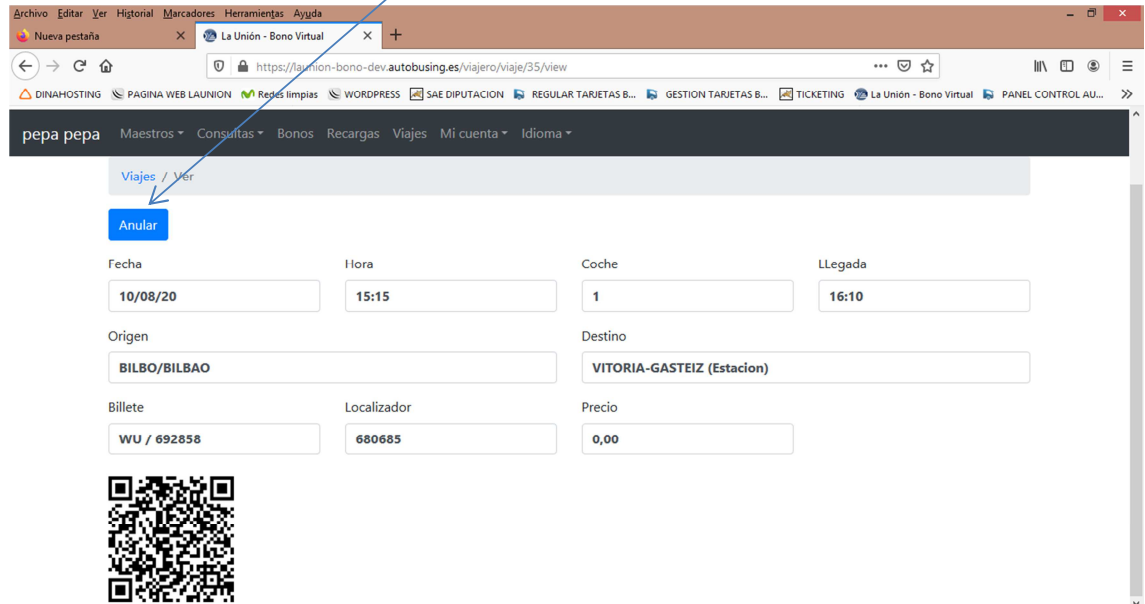 Archivo Editar Ver Historial Marcadores Herramientas Ayuda
Nueva pestaña La Unión - Bono Virtual
https://launion-bono-dev.autobusing.es/viajero/viaje/35/view
DINAHOSTING PAGINA WEB LAUNION Redes limpias WORDPRESS SAE DIPUTACION REGULAR TARJETAS B... GESTION TARJETAS B... TICKETING La Unión - Bono Virtual PANEL CONTROL AU...
pepa pepa Maestros Consultas Bonos Recargas Viajes Mi cuenta Idioma
Viajes / Ver
Anular
Fecha Hora Coche LLegada
10/08/20 15:15 1 16:10
Origen Destino
BILBO/BILBAO VITORIA-GASTEIZ (Estacion)
Billete Localizador Precio
WU / 692858 680685 0,00